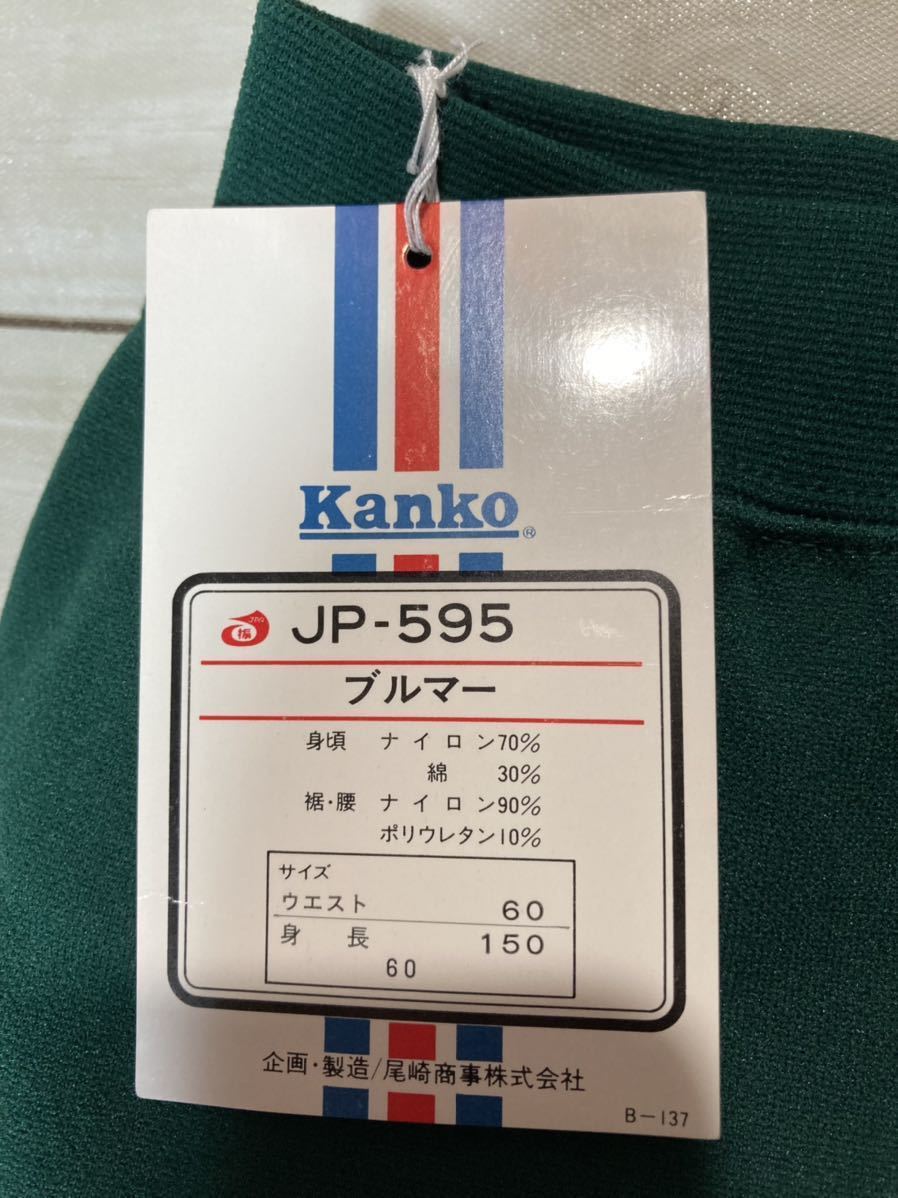 Kanko®
JP-595
ブルマー
身頃 ナイロン70%
綿 30%
裾・腰 ナイロン90%
ポリウレタン10%
サイズ
ウエスト 60
身長 150
60
企画・製造/尾崎商事株式会社
B-137